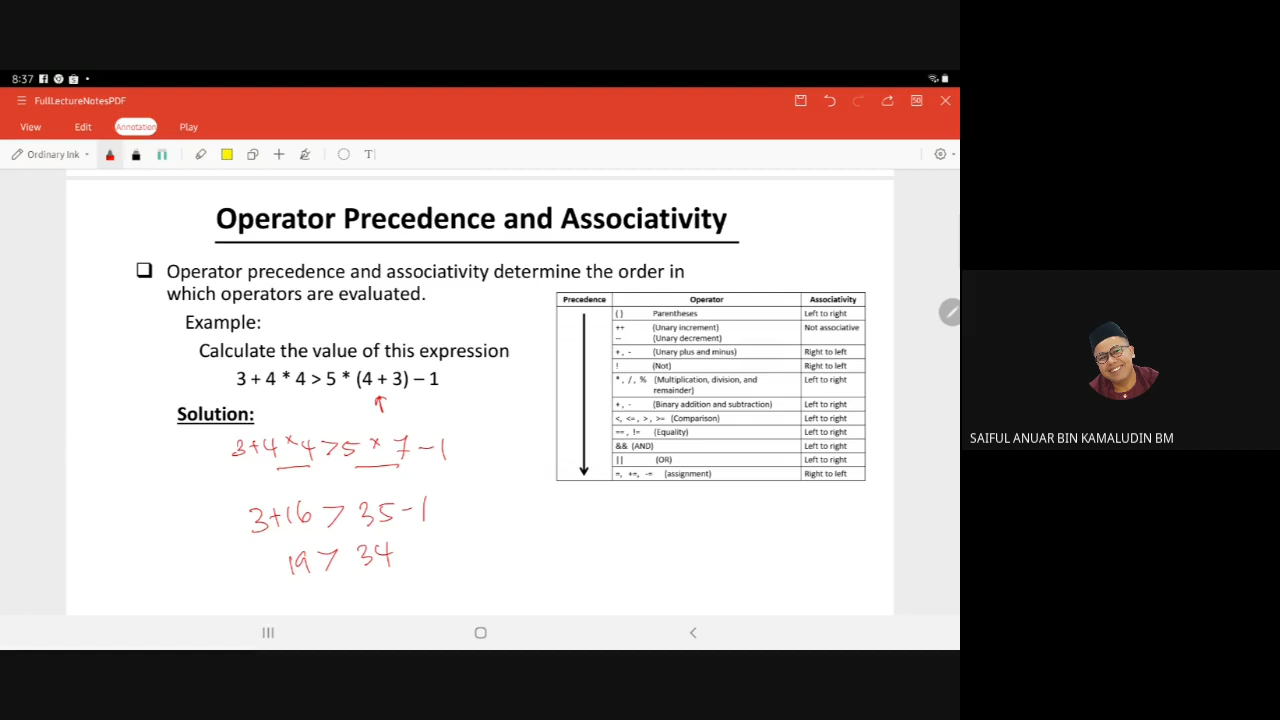 8:37
FullLectureNotesPDF
50
View Edit Annotation Play
Ordinary Ink T
Operator Precedence and Associativity
Operator precedence and associativity determine the order in
which operators are evaluated.
Example:
Calculate the value of this expression
3 + 4 * 4 > 5 * (4 + 3) – 1
Solution:
3+4*4>5*7-1
3+16 > 35-1
19 > 34
Precedence Operator Associativity
( ) Parentheses Left to right
++ (Unary increment) Not associative
-- (Unary decrement)
+ , - (Unary plus and minus) Right to left
! (Not) Right to left
* , / , % (Multiplication, division, and Left to right
remainder)
+ , - (Binary addition and subtraction) Left to right
<, <=, > , >= (Comparison) Left to right
== , != (Equality) Left to right
&& (AND) Left to right
|| (OR) Left to right
=, +=, -= (assignment) Right to left
SAIFUL ANUAR BIN KAMALUDIN BM